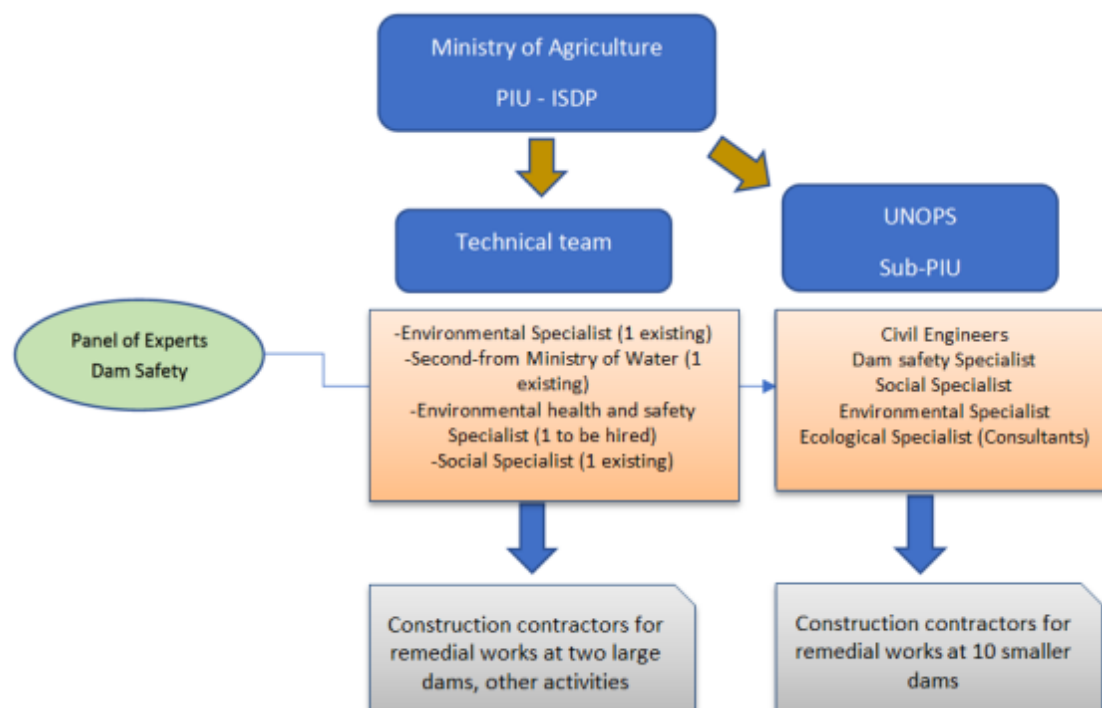 Ministry of Agriculture
PIU - ISDP
Technical team
UNOPS
Sub-PIU
Panel of Experts
Dam Safety
-Environmental Specialist (1 existing)
-Second-from Ministry of Water (1
existing)
-Environmental health and safety
Specialist (1 to be hired)
-Social Specialist (1 existing)
Civil Engineers
Dam safety Specialist
Social Specialist
Environmental Specialist
Ecological Specialist (Consultants)
Construction contractors for
remedial works at two large
dams, other activities
Construction contractors for
remedial works at 10 smaller
dams